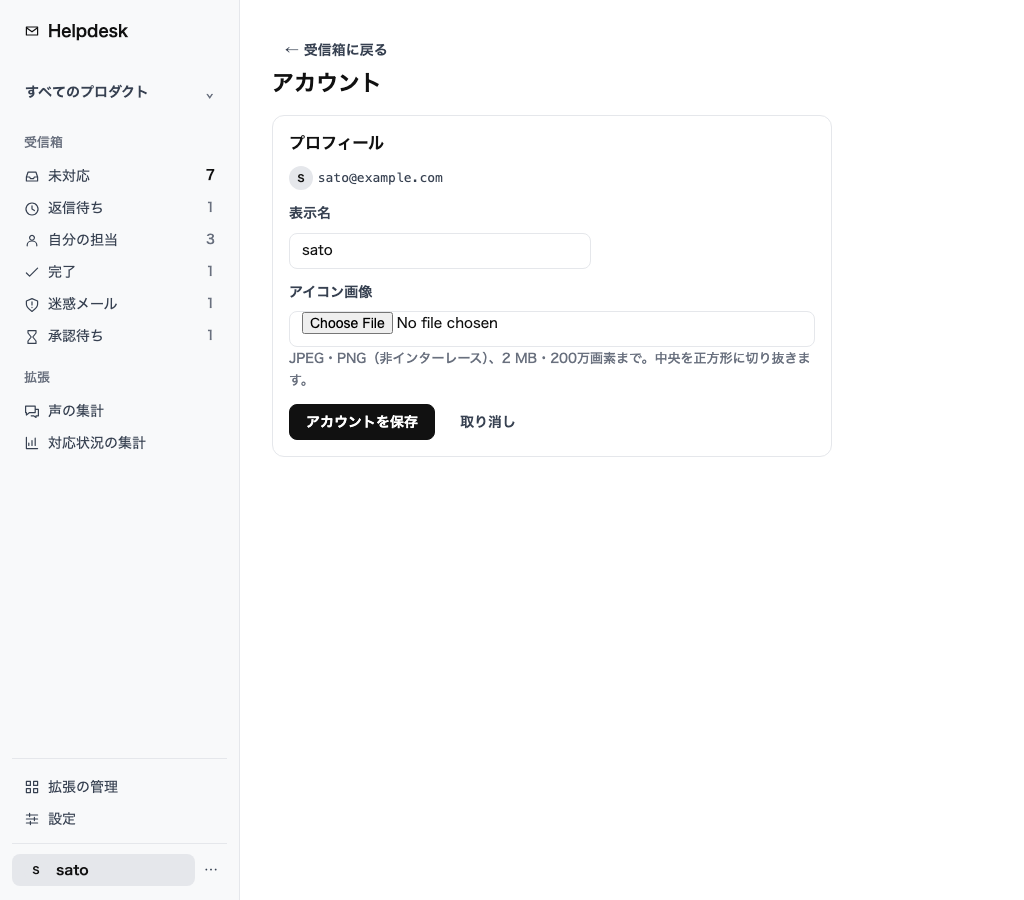 Helpdesk
すべてのプロダクト
受信箱
未対応 7
返信待ち 1
自分の担当 3
完了 1
迷惑メール 1
承認待ち 1
拡張
声の集計
対応状況の集計
拡張の管理
設定
S sato …
← 受信箱に戻る
アカウント
プロフィール
S sato@example.com
表示名
sato
アイコン画像
Choose File No file chosen
JPEG・PNG（非インターレース）、2 MB・200万画素まで。中央を正方形に切り抜きま
す。
アカウントを保存 取り消し